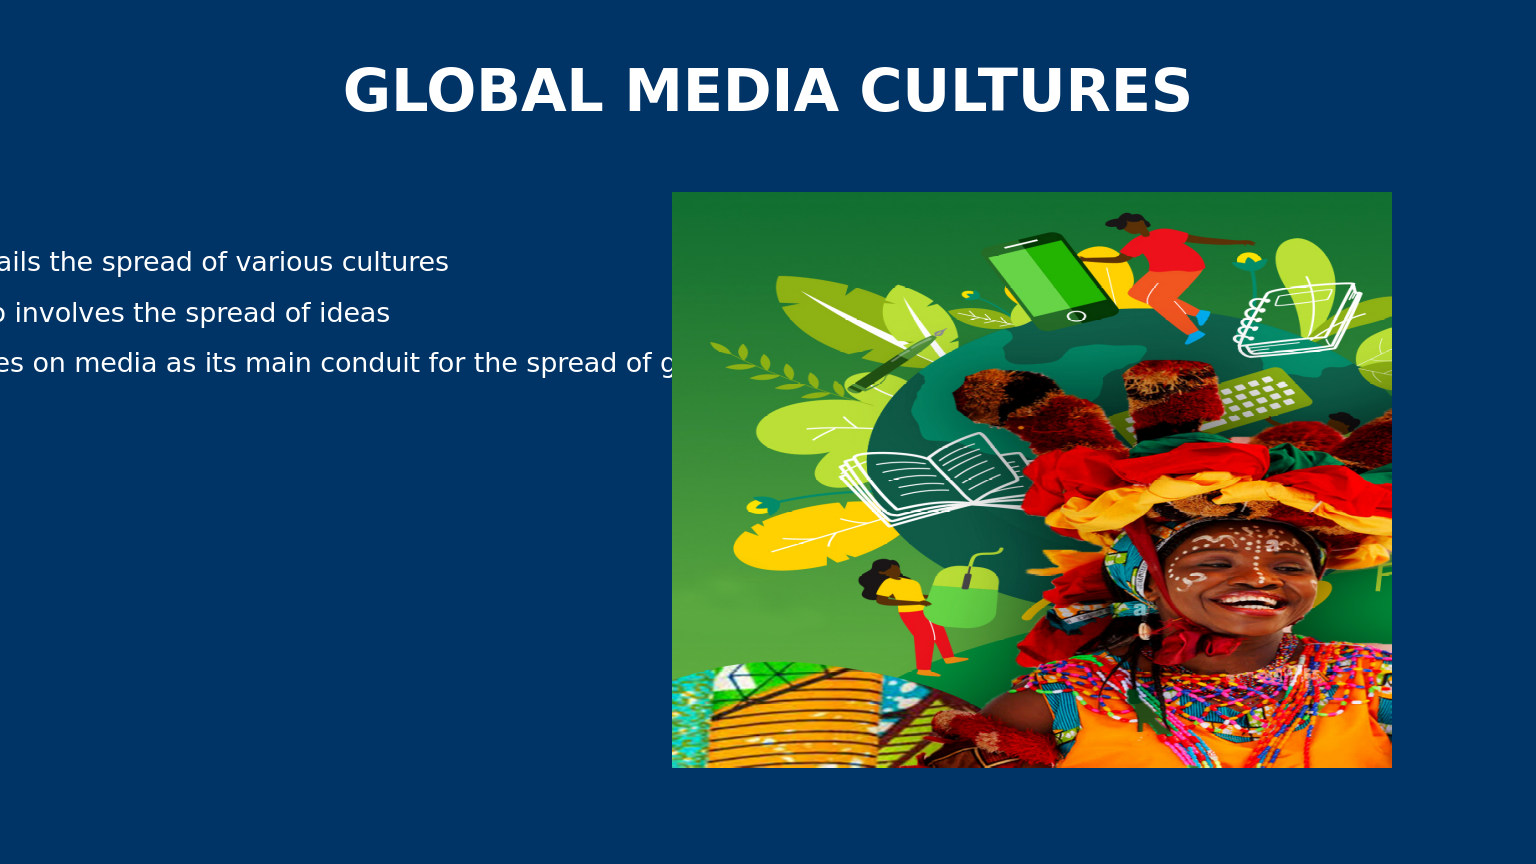 GLOBAL MEDIA CULTURES
ails the spread of various cultures
o involves the spread of ideas
es on media as its main conduit for the spread of g